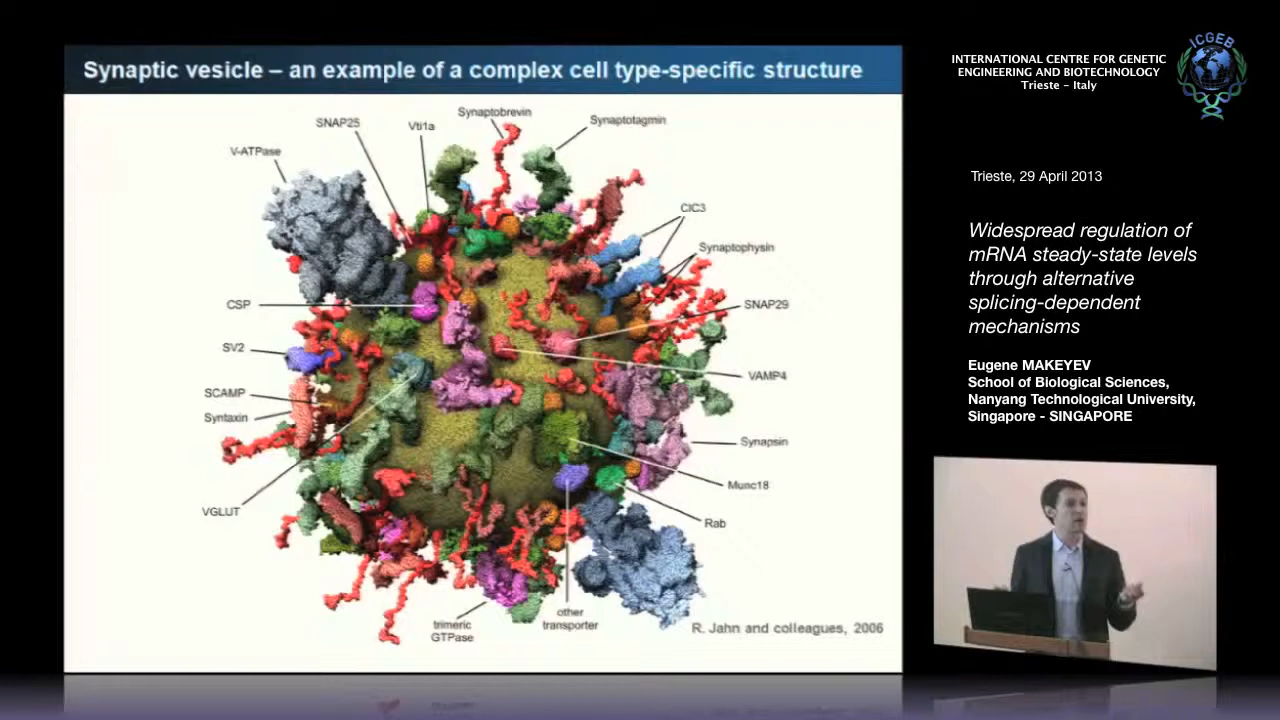 Synaptic vesicle – an example of a complex cell type-specific structure
Synaptobrevin
SNAP25
Vti1a
Synaptotagmin
V-ATPase
ClC3
Synaptophysin
CSP
SNAP29
SV2
VAMP4
SCAMP
Syntaxin
Synapsin
Munc18
VGLUT
Rab
other
transporter
trimeric
GTPase
R. Jahn and colleagues, 2006
INTERNATIONAL CENTRE FOR GENETIC
ENGINEERING AND BIOTECHNOLOGY
Trieste - Italy
ICGEB
Trieste, 29 April 2013
Widespread regulation of
mRNA steady-state levels
through alternative
splicing-dependent
mechanisms
Eugene MAKEYEV
School of Biological Sciences,
Nanyang Technological University,
Singapore - SINGAPORE